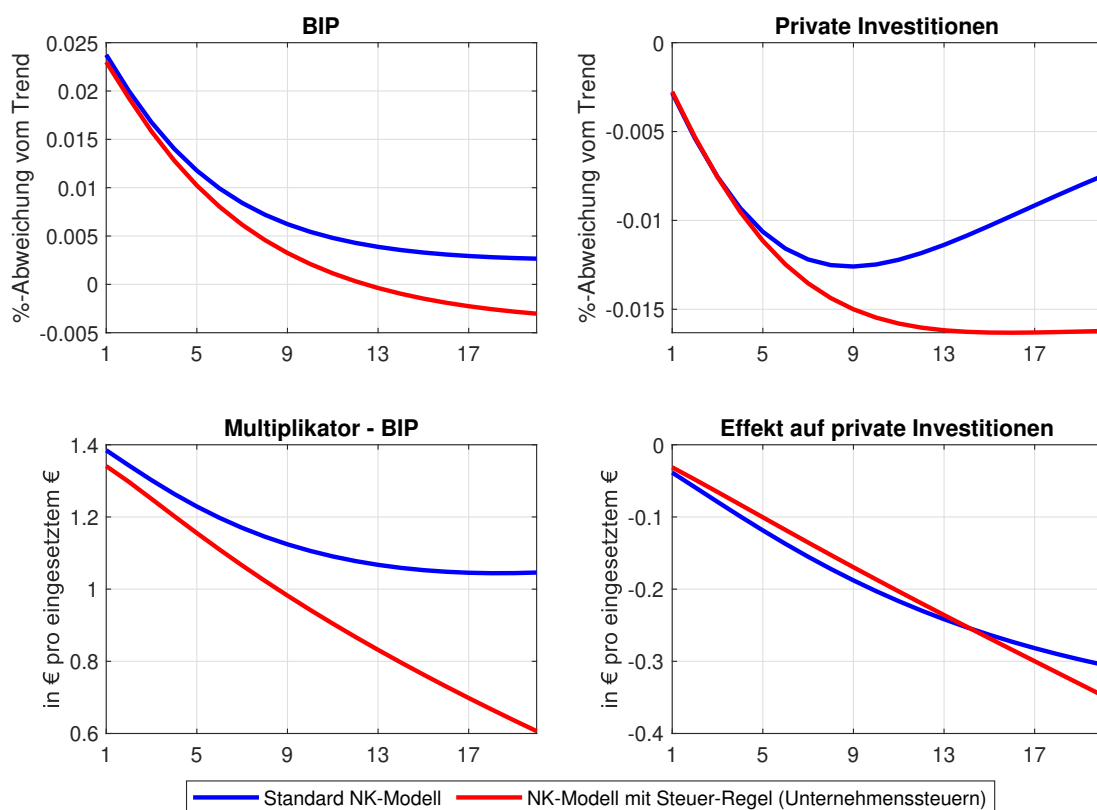 BIP
%-Abweichung vom Trend
0.025
0.02
0.015
0.01
0.005
0
-0.005
1 5 9 13 17
Private Investitionen
%-Abweichung vom Trend
0
-0.005
-0.01
-0.015
1 5 9 13 17
Multiplikator - BIP
in € pro eingesetztem €
1.4
1.2
1
0.8
0.6
1 5 9 13 17
Effekt auf private Investitionen
in € pro eingesetztem €
0
-0.1
-0.2
-0.3
-0.4
1 5 9 13 17
Standard NK-Modell
NK-Modell mit Steuer-Regel (Unternehmenssteuern)